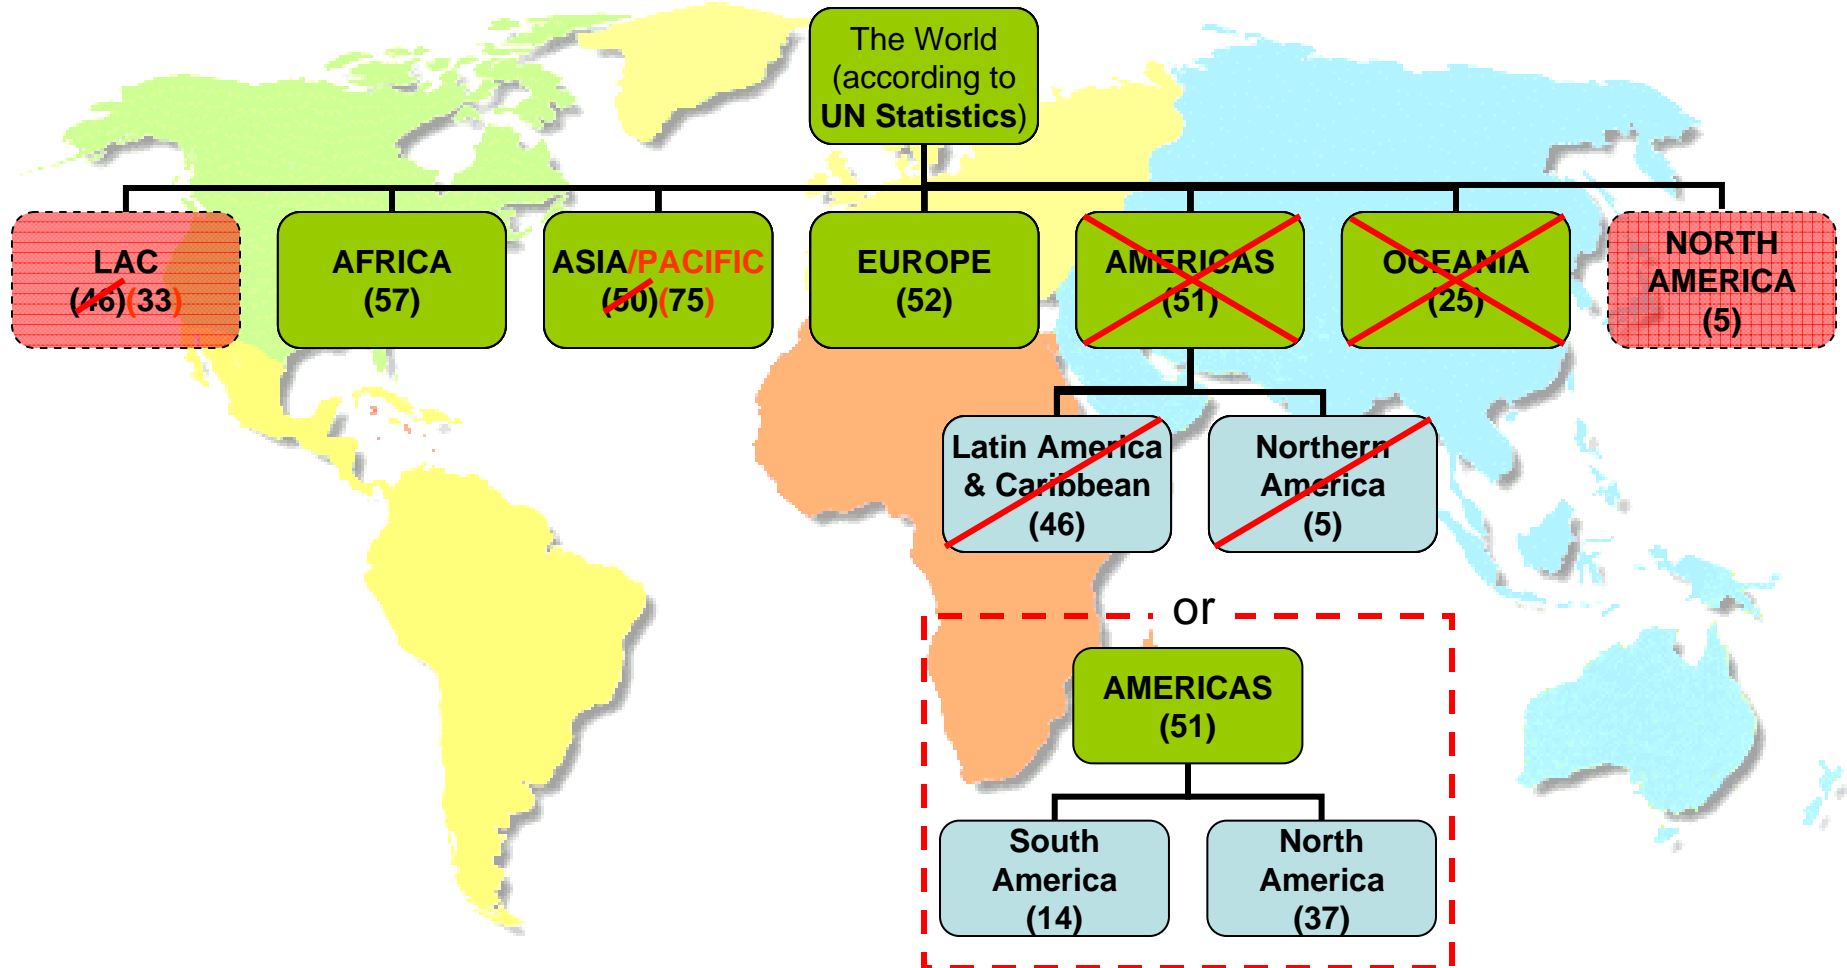 The World
(according to
UN Statistics)
LAC
(46)(33)
AFRICA
(57)
ASIA/PACIFIC
(50)(75)
EUROPE
(52)
AMERICAS
(51)
OCEANIA
(25)
NORTH
AMERICA
(5)
Latin America
& Caribbean
(46)
Northern
America
(5)
or
AMERICAS
(51)
South
America
(14)
North
America
(37)